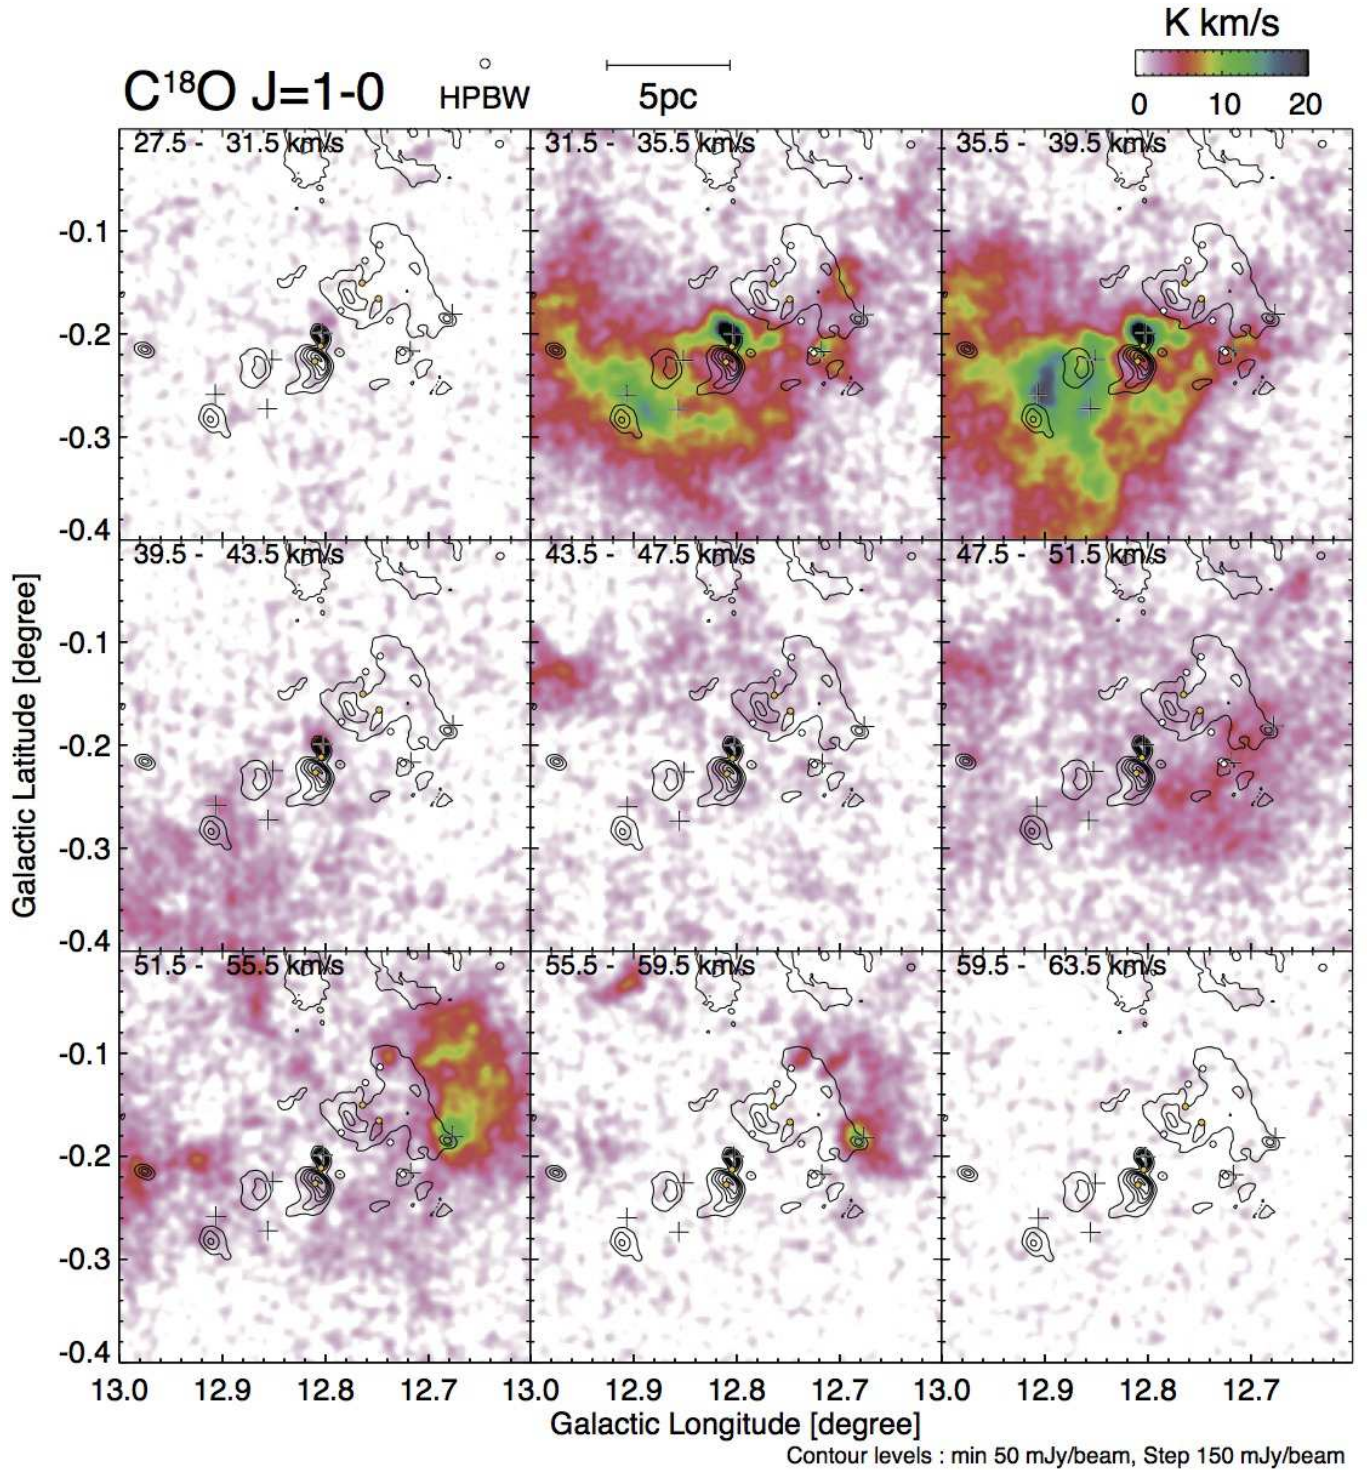 K km/s
C¹⁸O J=1-0 HPBW 5pc
0 10 20
27.5 - 31.5 km/s 31.5 - 35.5 km/s 35.5 - 39.5 km/s
-0.1
-0.2
-0.3
-0.4
39.5 - 43.5 km/s 43.5 - 47.5 km/s 47.5 - 51.5 km/s
-0.1
-0.2
-0.3
-0.4
51.5 - 55.5 km/s 55.5 - 59.5 km/s 59.5 - 63.5 km/s
-0.1
-0.2
-0.3
-0.4
Galactic Latitude [degree]
13.0 12.9 12.8 12.7 13.0 12.9 12.8 12.7 13.0 12.9 12.8 12.7
Galactic Longitude [degree]
Contour levels : min 50 mJy/beam, Step 150 mJy/beam